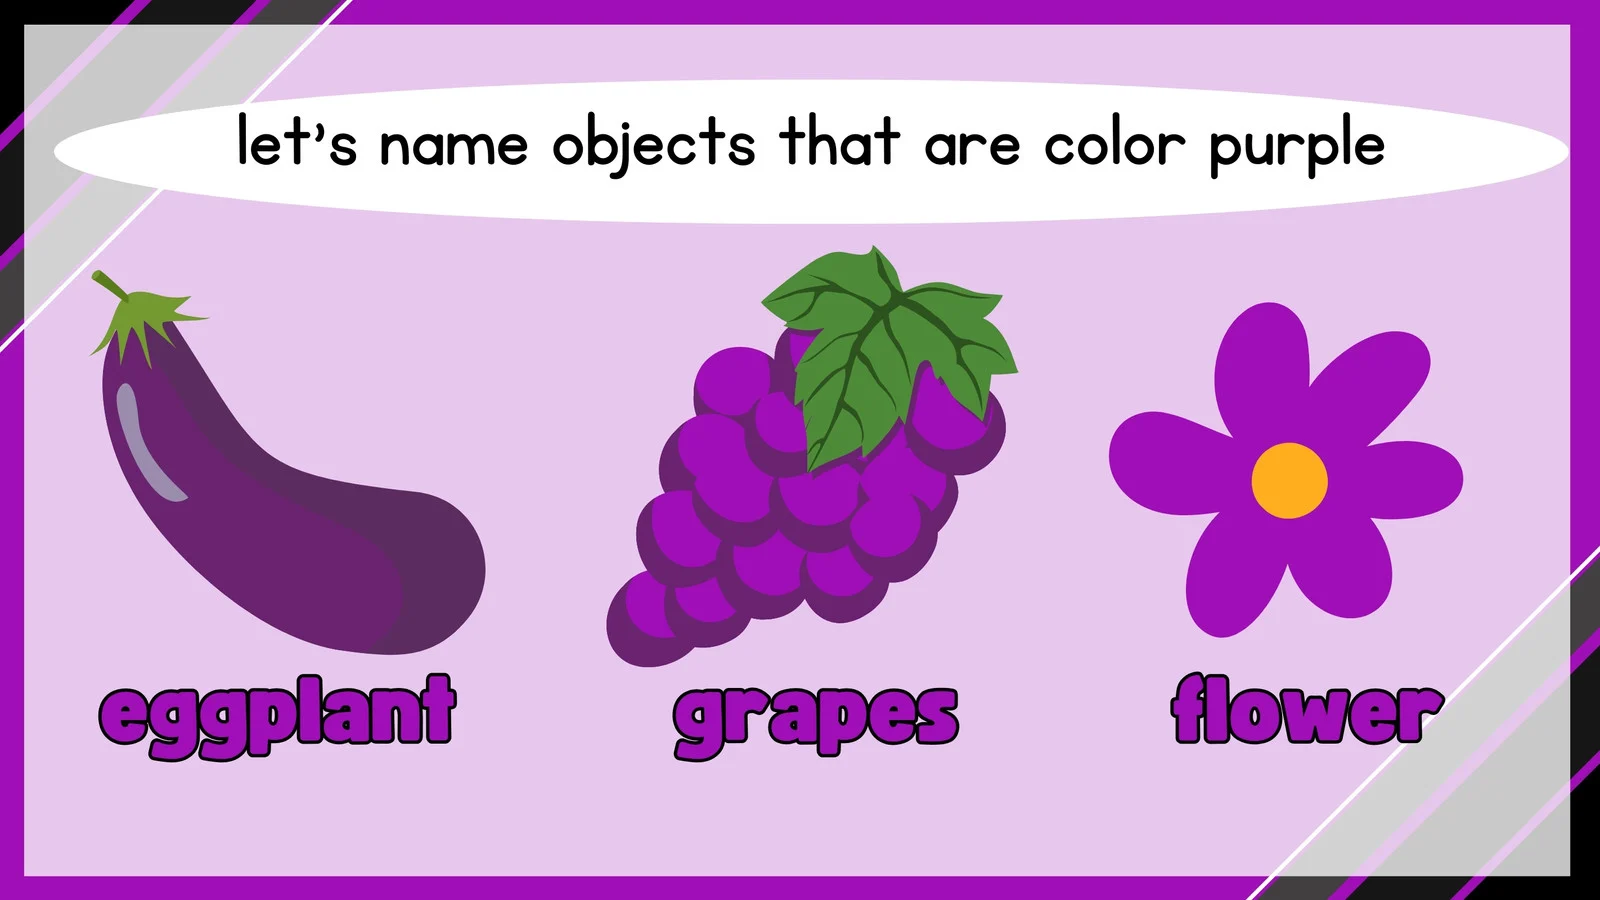 let's name objects that are color purple
eggplant
grapes
flower